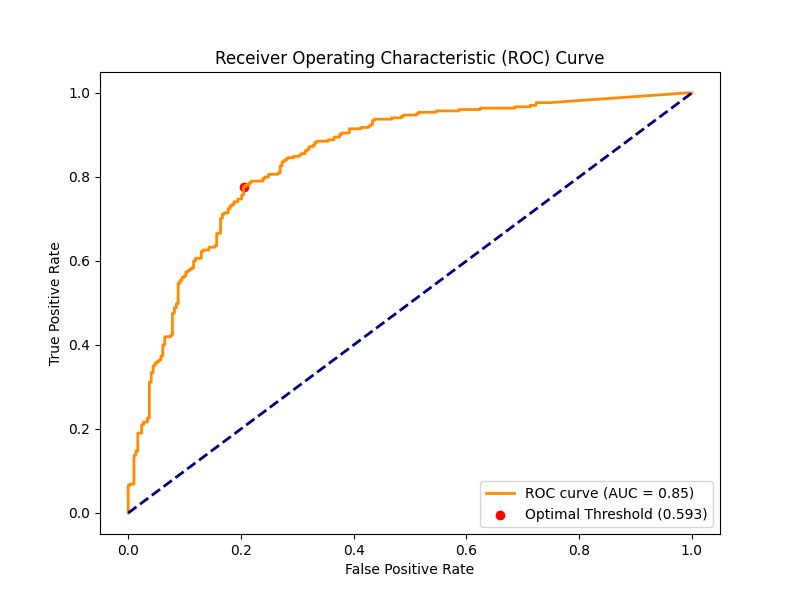 Receiver Operating Characteristic (ROC) Curve
True Positive Rate
1.0
0.8
0.6
0.4
0.2
0.0
ROC curve (AUC = 0.85)
Optimal Threshold (0.593)
0.0 0.2 0.4 0.6 0.8 1.0
False Positive Rate